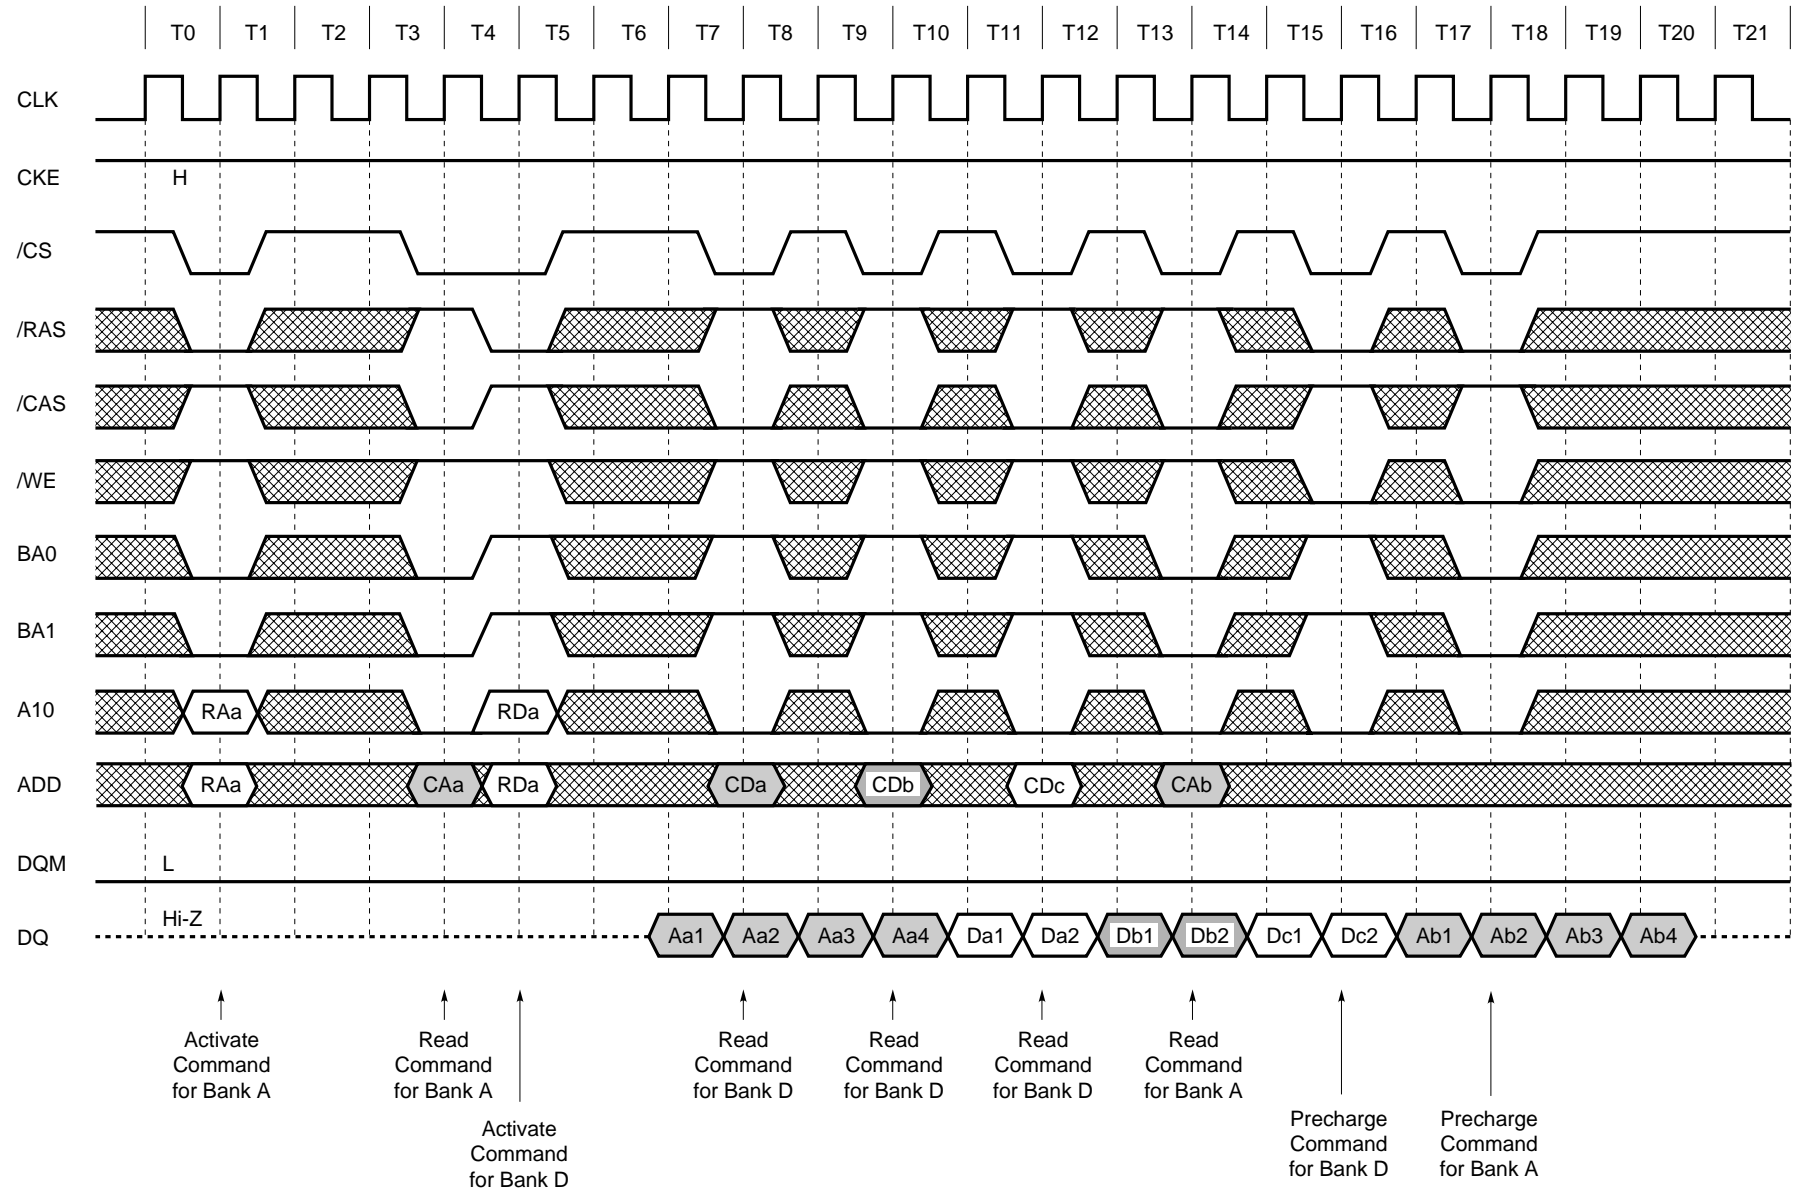 T0 T1 T2 T3 T4 T5 T6 T7 T8 T9 T10 T11 T12 T13 T14 T15 T16 T17 T18 T19 T20 T21
CLK
CKE H
/CS
/RAS
/CAS
/WE
BA0
BA1
A10 RAa RDa
ADD RAa CAa RDa CDa CDb CDc CAb
DQM L
Hi-Z
DQ Aa1 Aa2 Aa3 Aa4 Da1 Da2 Db1 Db2 Dc1 Dc2 Ab1 Ab2 Ab3 Ab4
Activate
Command
for Bank A
Read
Command
for Bank A
Activate
Command
for Bank D
Read
Command
for Bank D
Read
Command
for Bank D
Read
Command
for Bank D
Read
Command
for Bank A
Precharge
Command
for Bank D
Precharge
Command
for Bank A